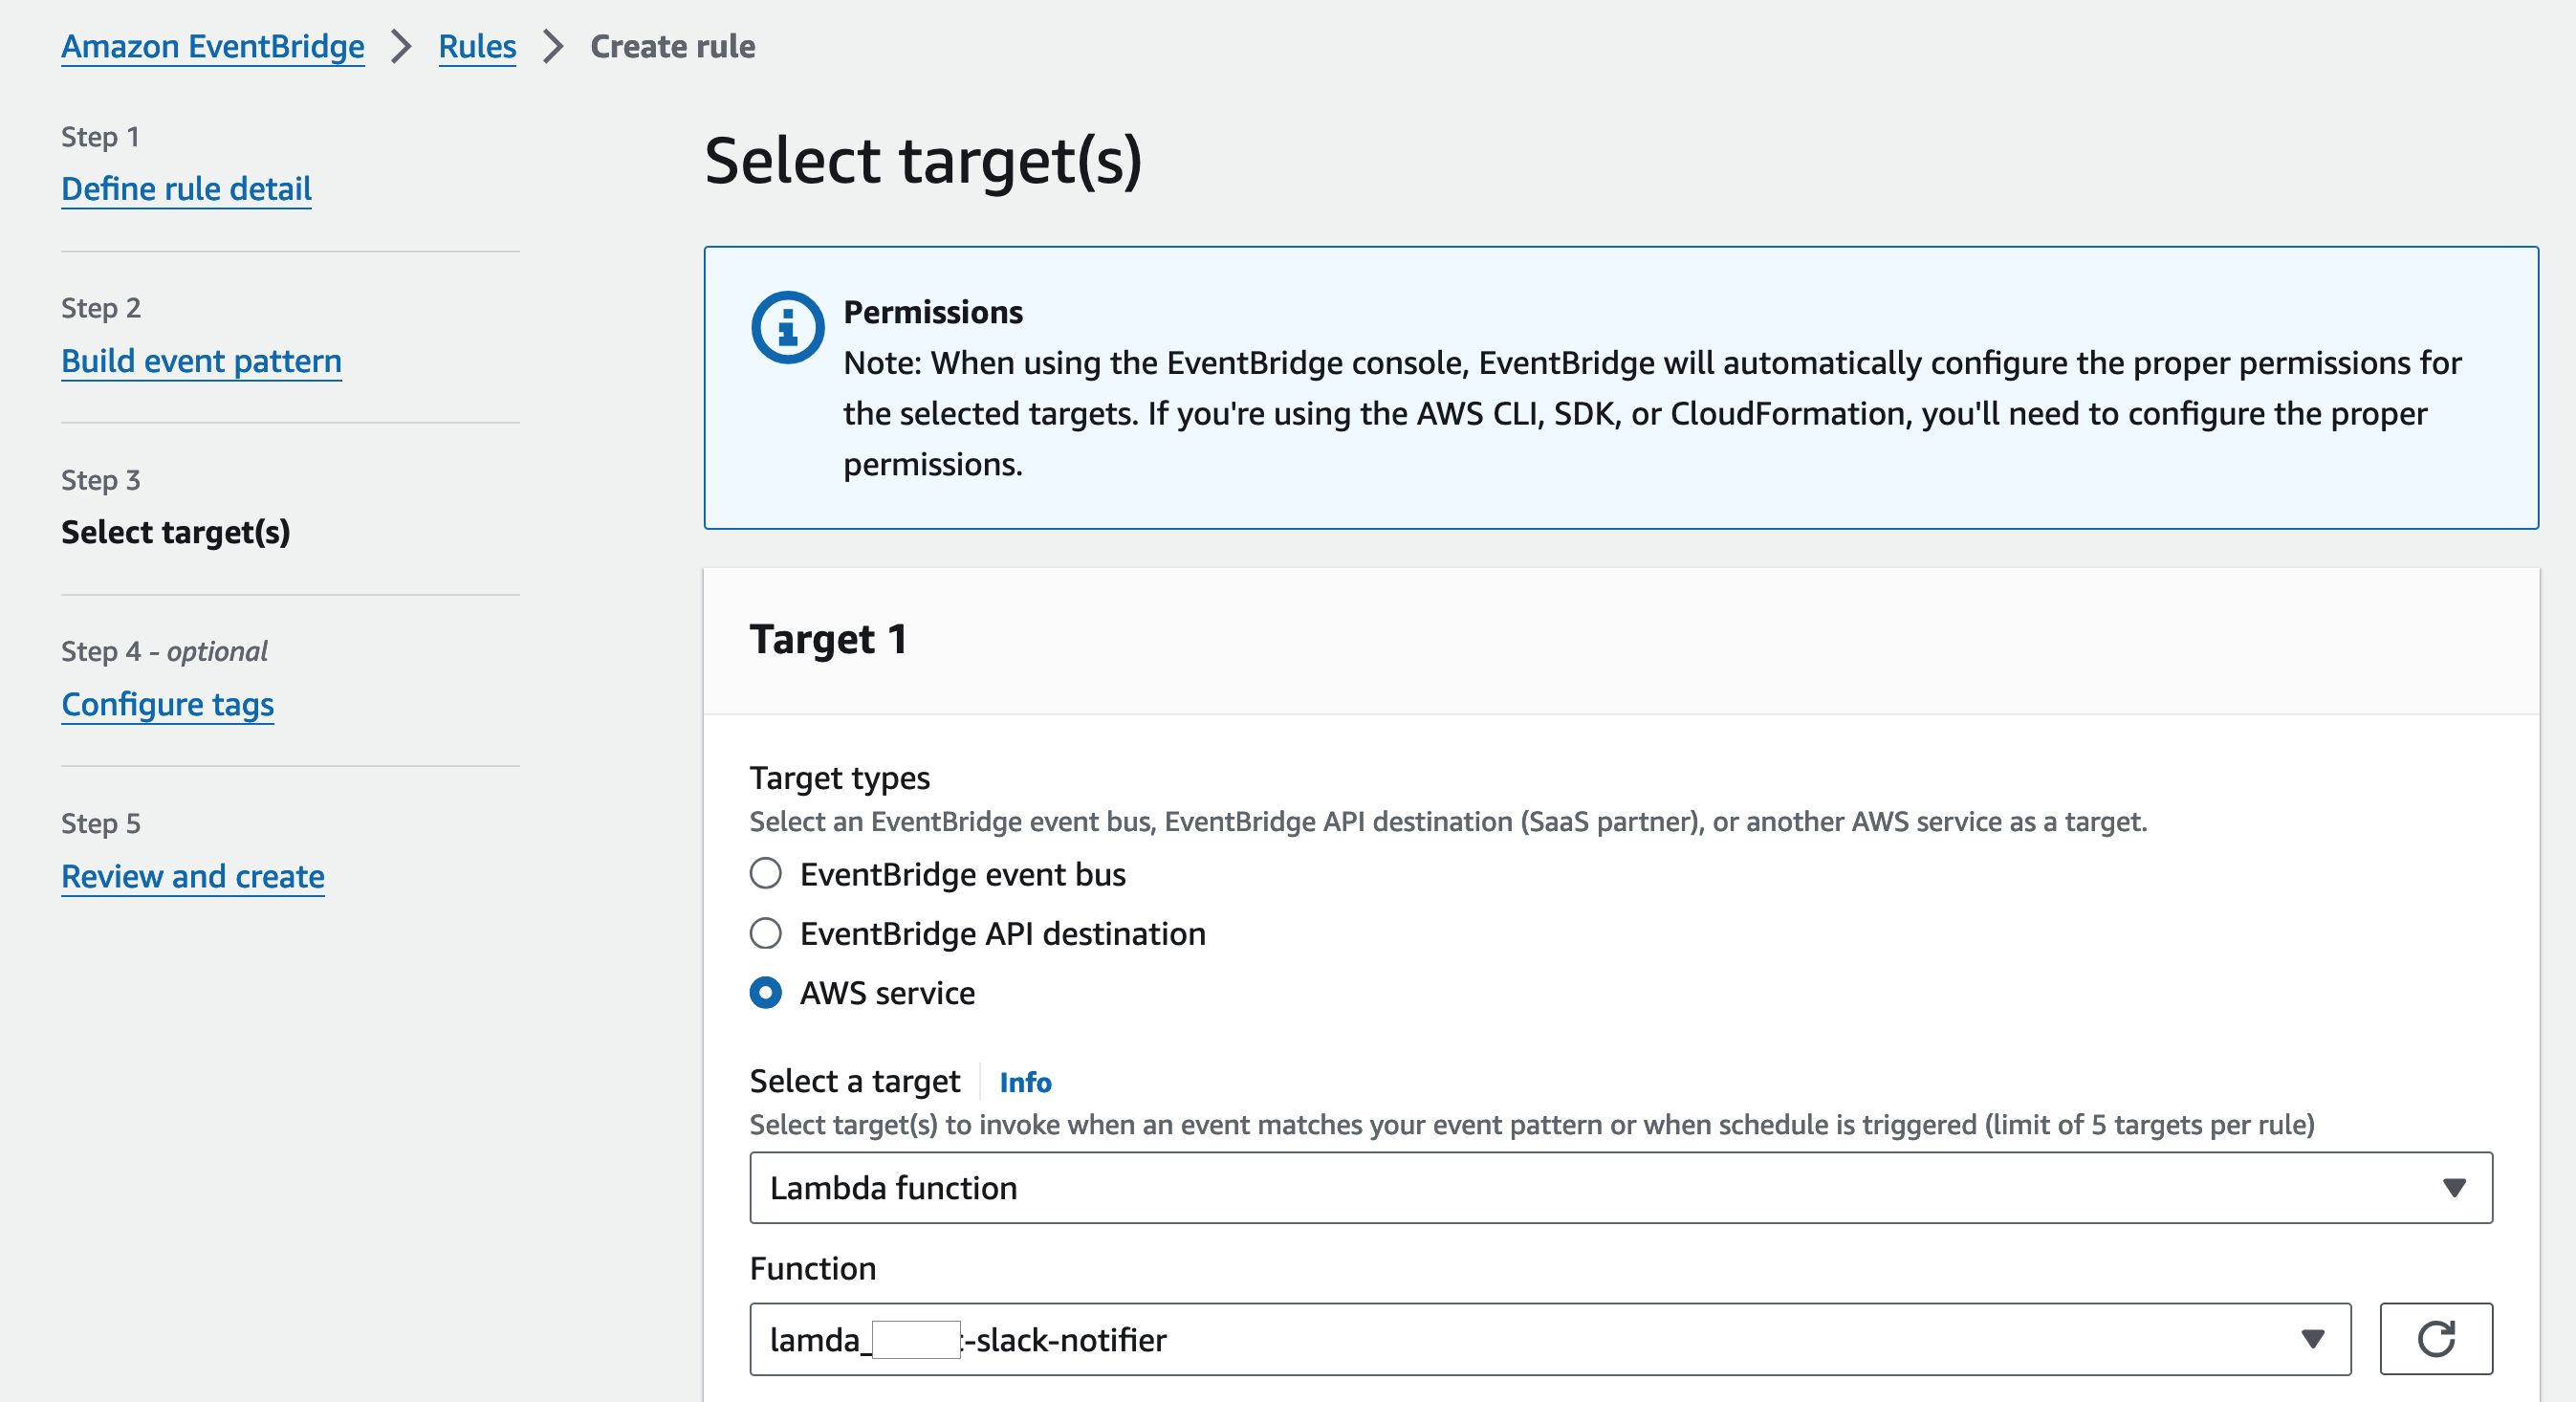 Amazon EventBridge > Rules > Create rule
Step 1
Define rule detail
Step 2
Build event pattern
Step 3
Select target(s)
Step 4 - optional
Configure tags
Step 5
Review and create
Select target(s)
Permissions
Note: When using the EventBridge console, EventBridge will automatically configure the proper permissions for
the selected targets. If you're using the AWS CLI, SDK, or CloudFormation, you'll need to configure the proper
permissions.
Target 1
Target types
Select an EventBridge event bus, EventBridge API destination (SaaS partner), or another AWS service as a target.
EventBridge event bus
EventBridge API destination
AWS service
Select a target Info
Select target(s) to invoke when an event matches your event pattern or when schedule is triggered (limit of 5 targets per rule)
Lambda function
Function
lamda_ -slack-notifier